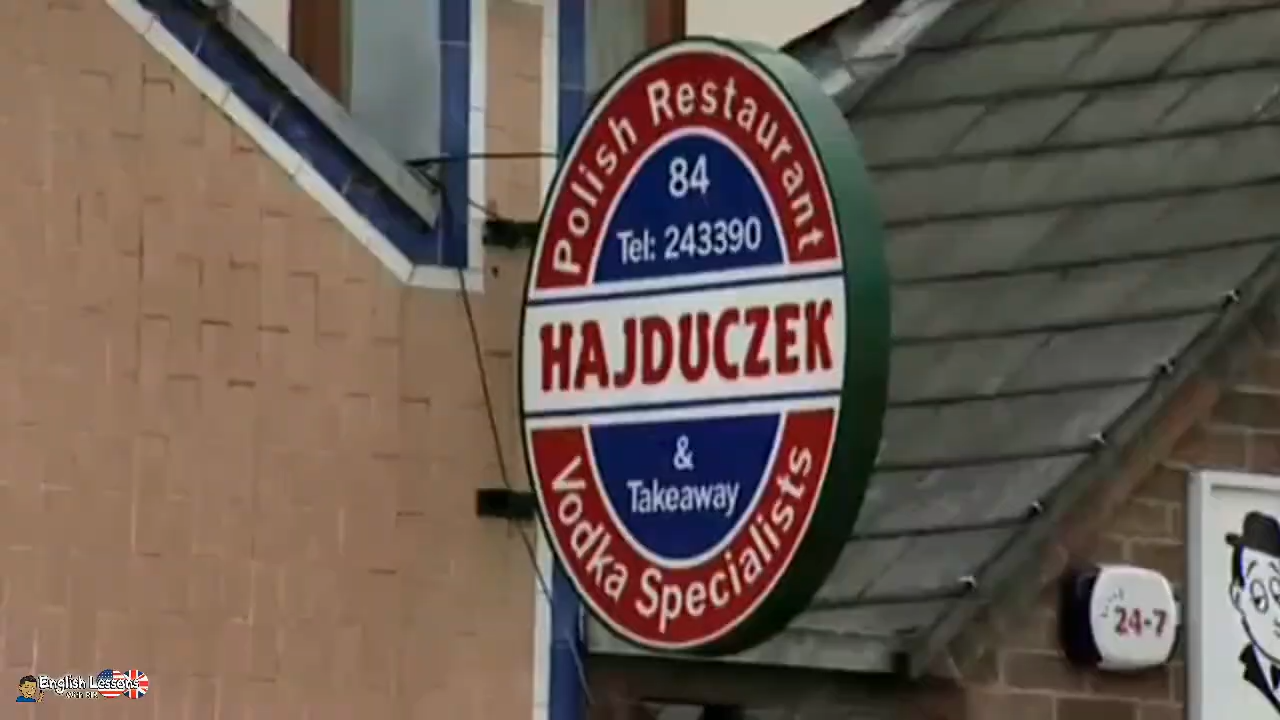 Polish Restaurant
84
Tel: 243390
HAJDUCZEK
&
Takeaway
Vodka Specialists
24-7
English Lessons